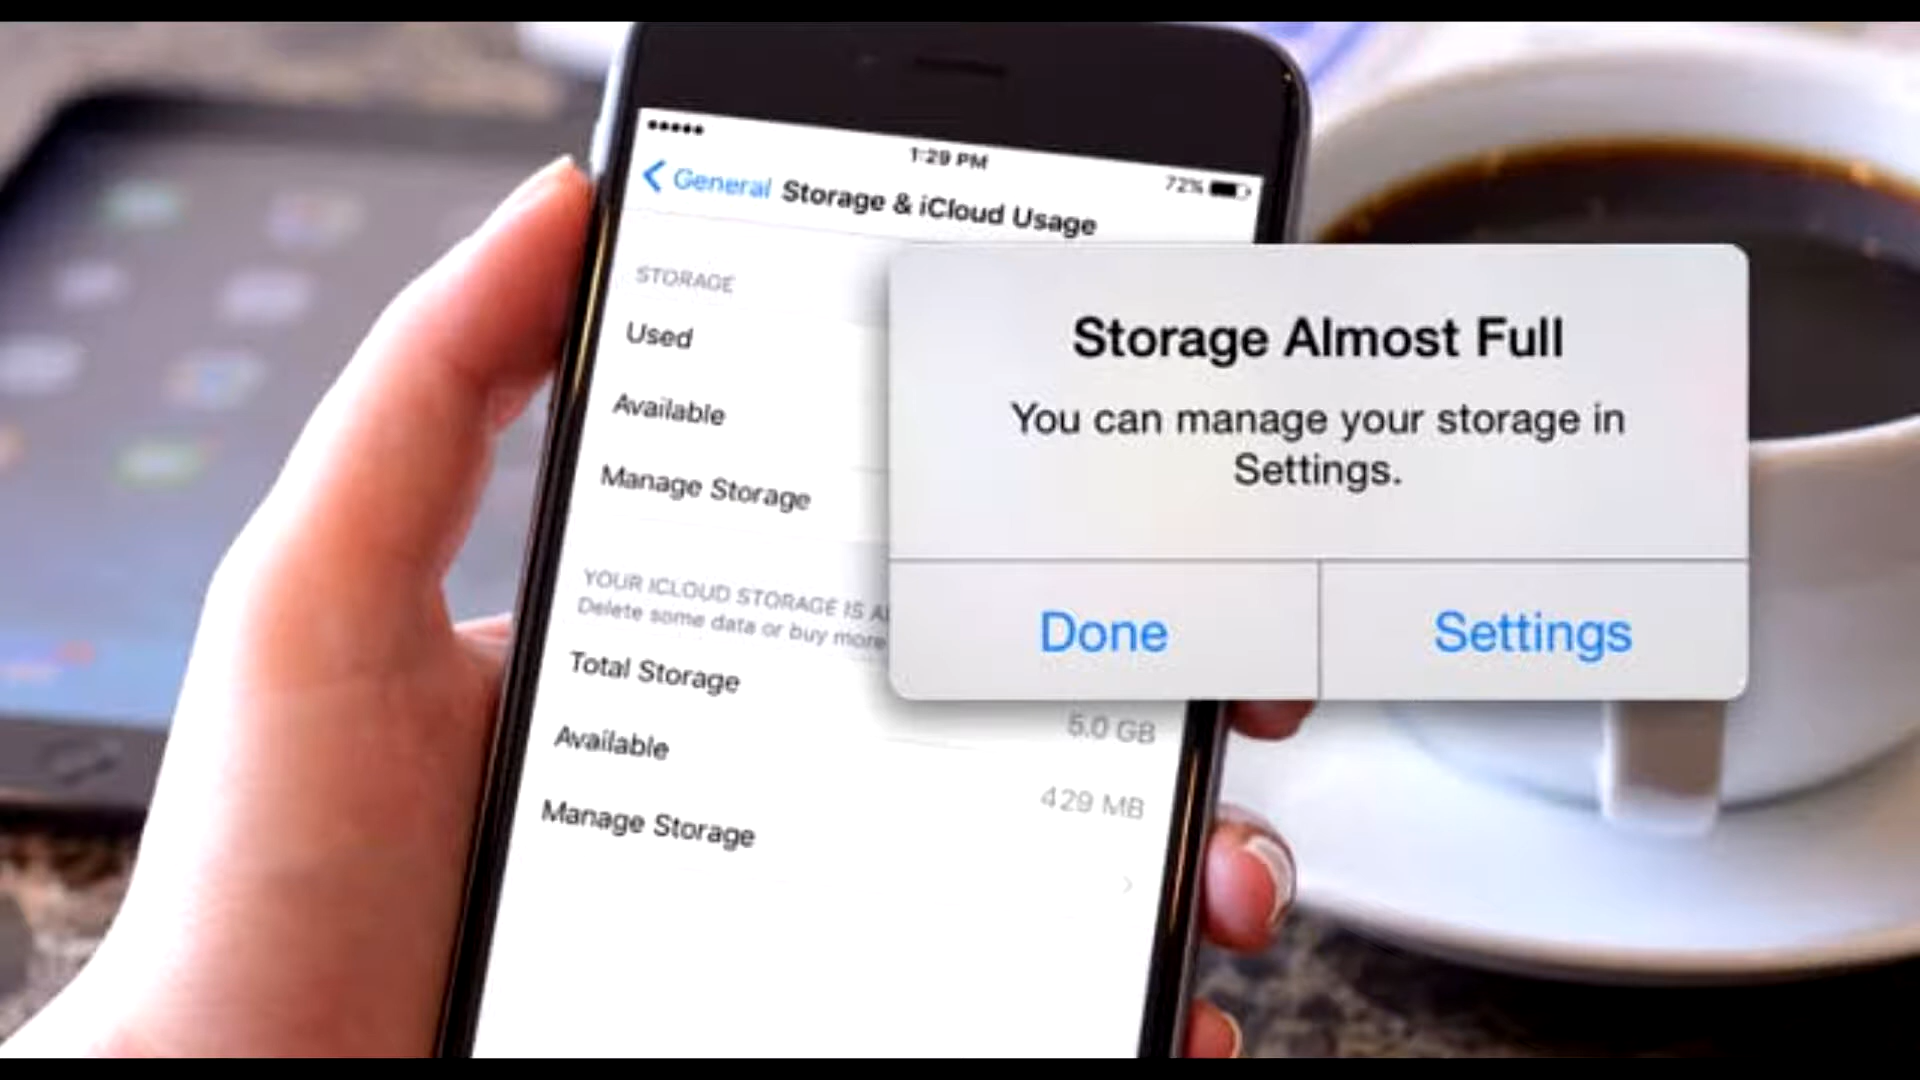 1:29 PM
72%
General Storage & iCloud Usage
STORAGE
Used
Available
Manage Storage
YOUR ICLOUD STORAGE IS
Delete some data or buy more
Total Storage
5.0 GB
Available
429 MB
Manage Storage
Storage Almost Full
You can manage your storage in
Settings.
Done
Settings